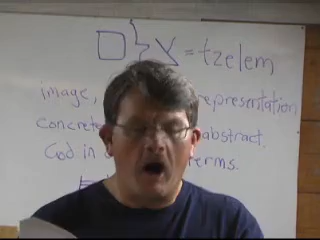 צלם = tzelem
image, representation
concrete abstract.
God in terms.